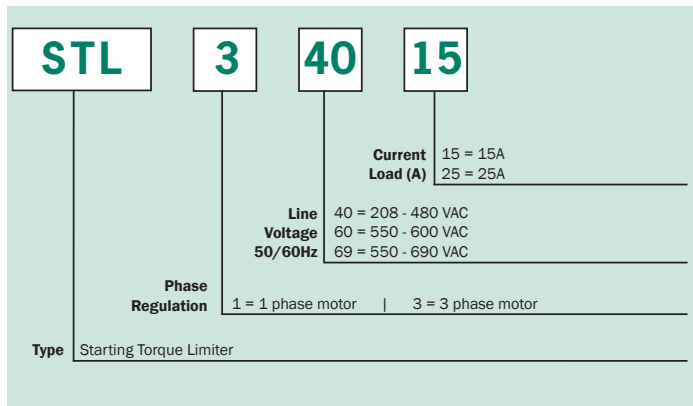 STL 3 40 15
Current 15 = 15A
Load (A) 25 = 25A
Line 40 = 208 - 480 VAC
Voltage 60 = 550 - 600 VAC
50/60Hz 69 = 550 - 690 VAC
Phase
Regulation 1 = 1 phase motor | 3 = 3 phase motor
Type Starting Torque Limiter